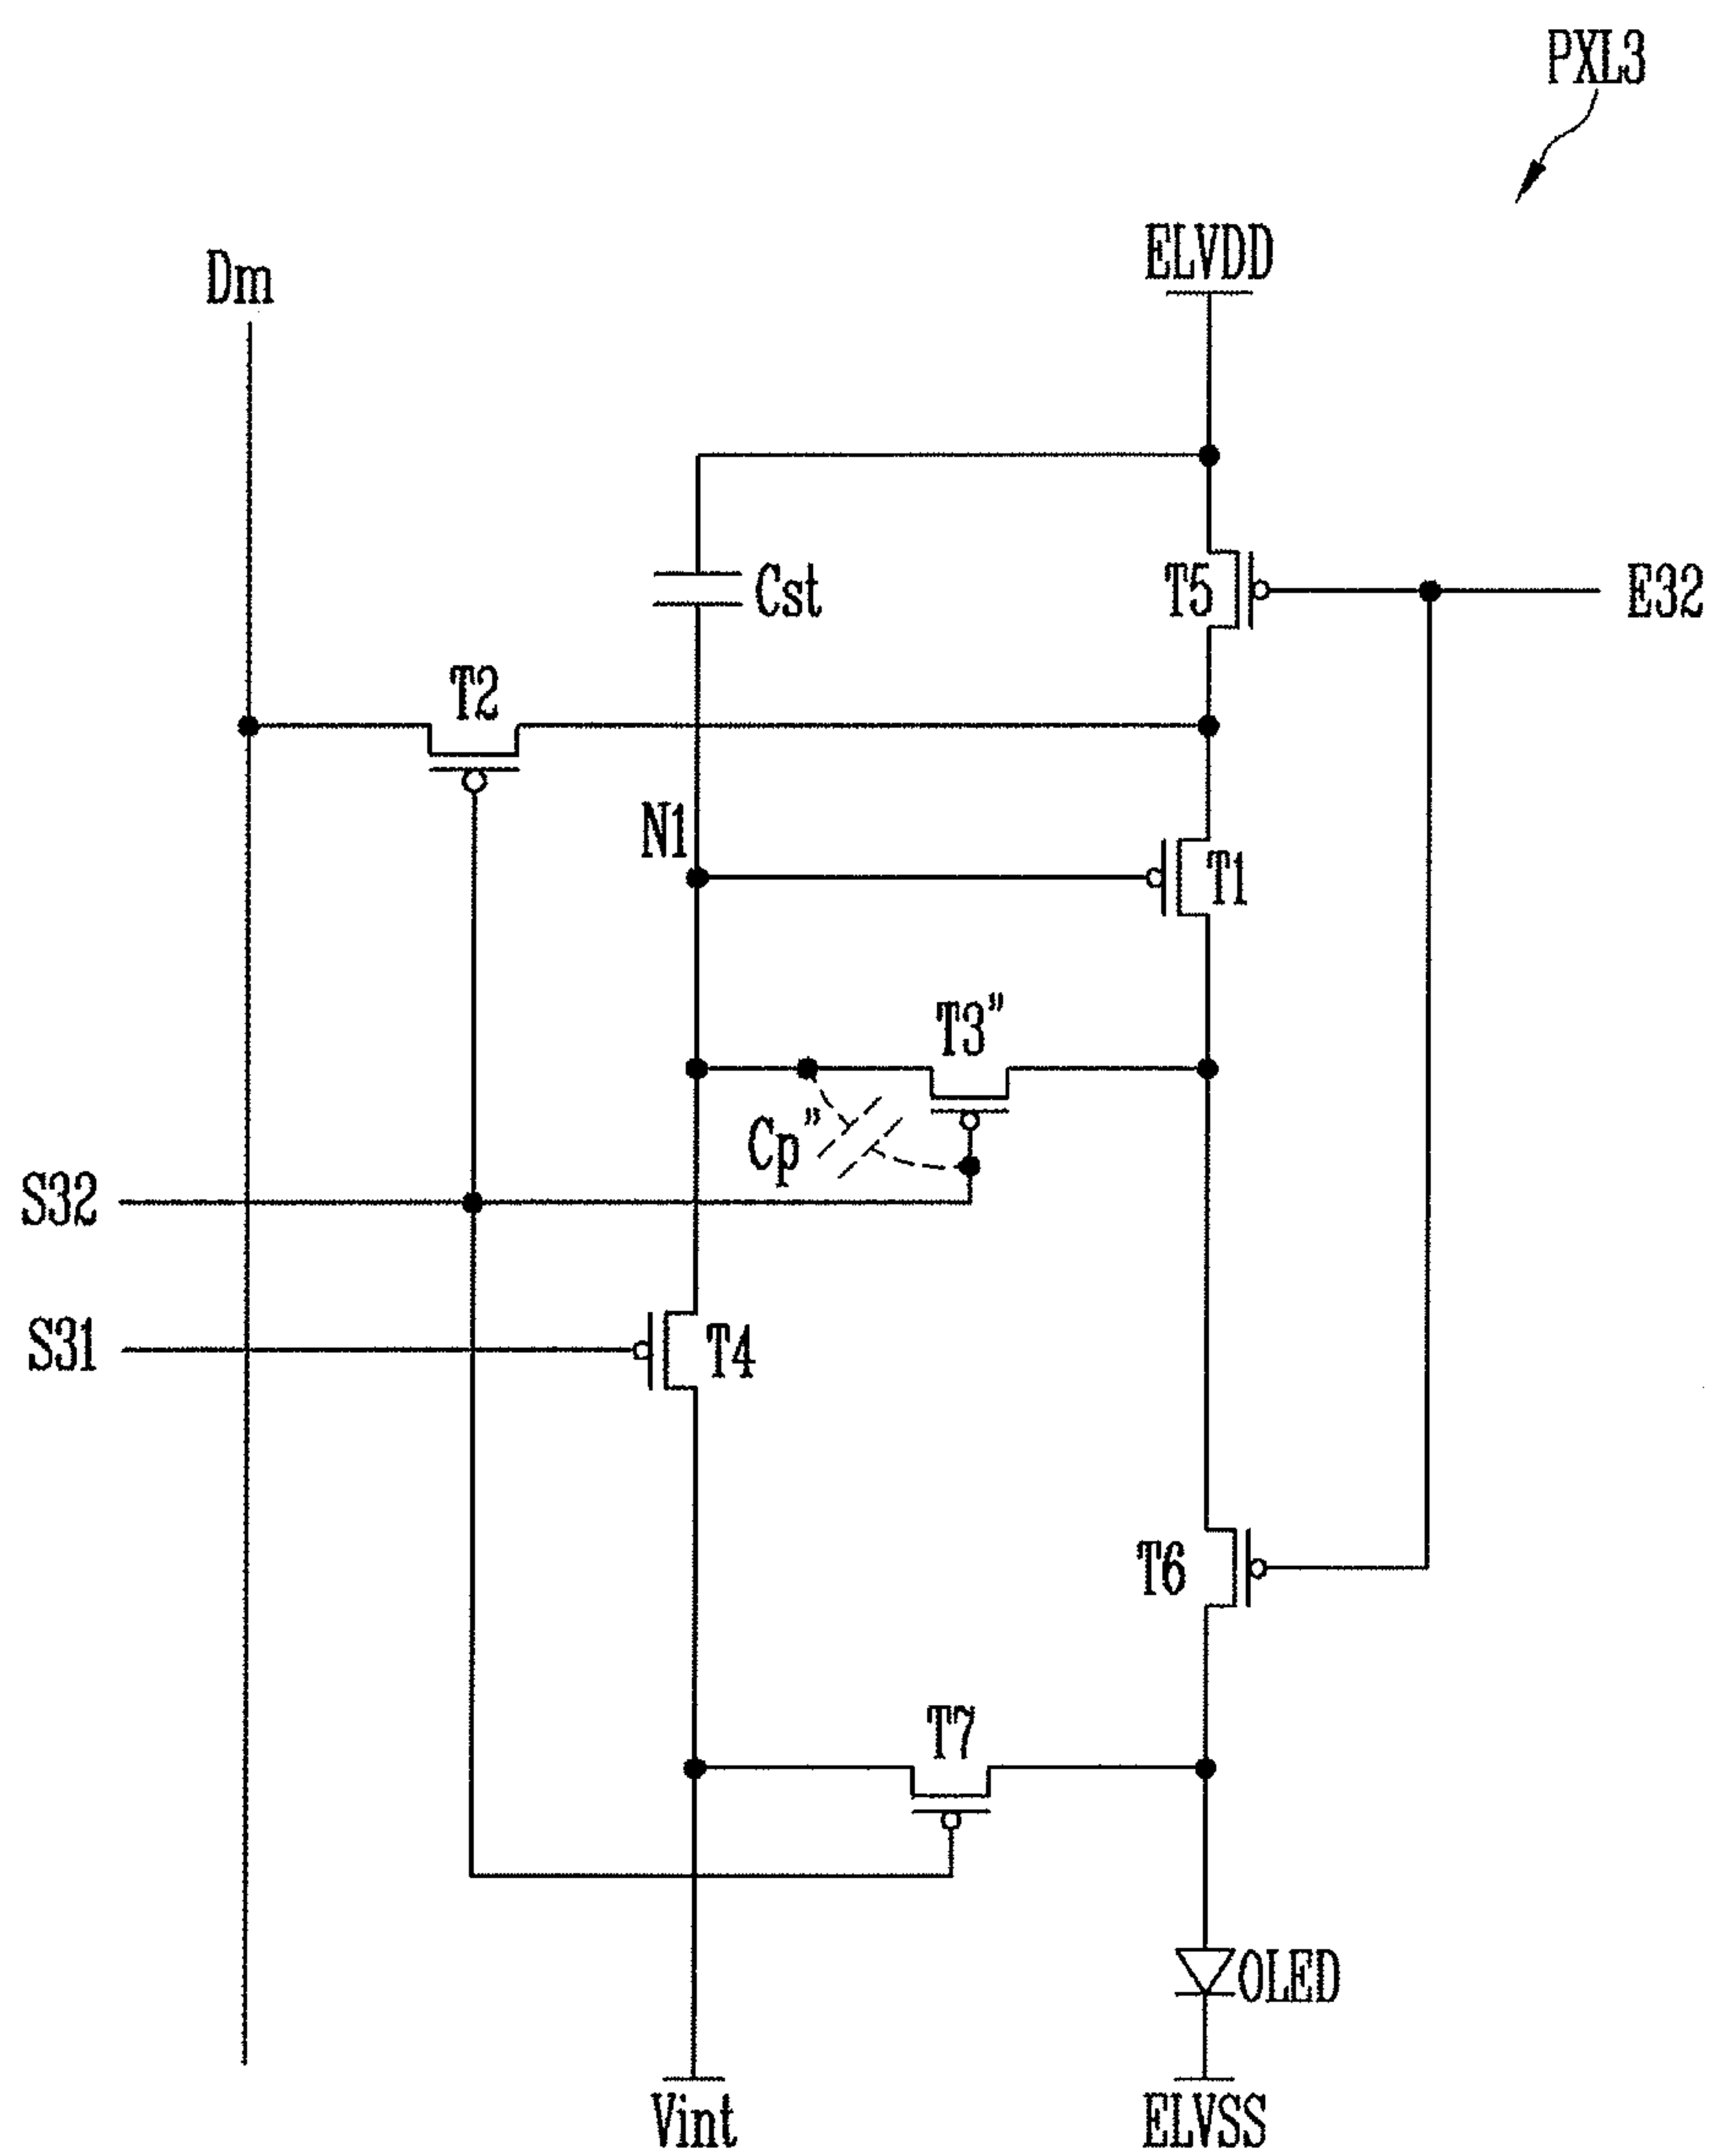 PXL3
ELVDD
Dm
Cst
T5
E32
T2
N1
T1
T3”
Cp”
S32
S31
T4
T6
T7
OLED
Vint
ELVSS